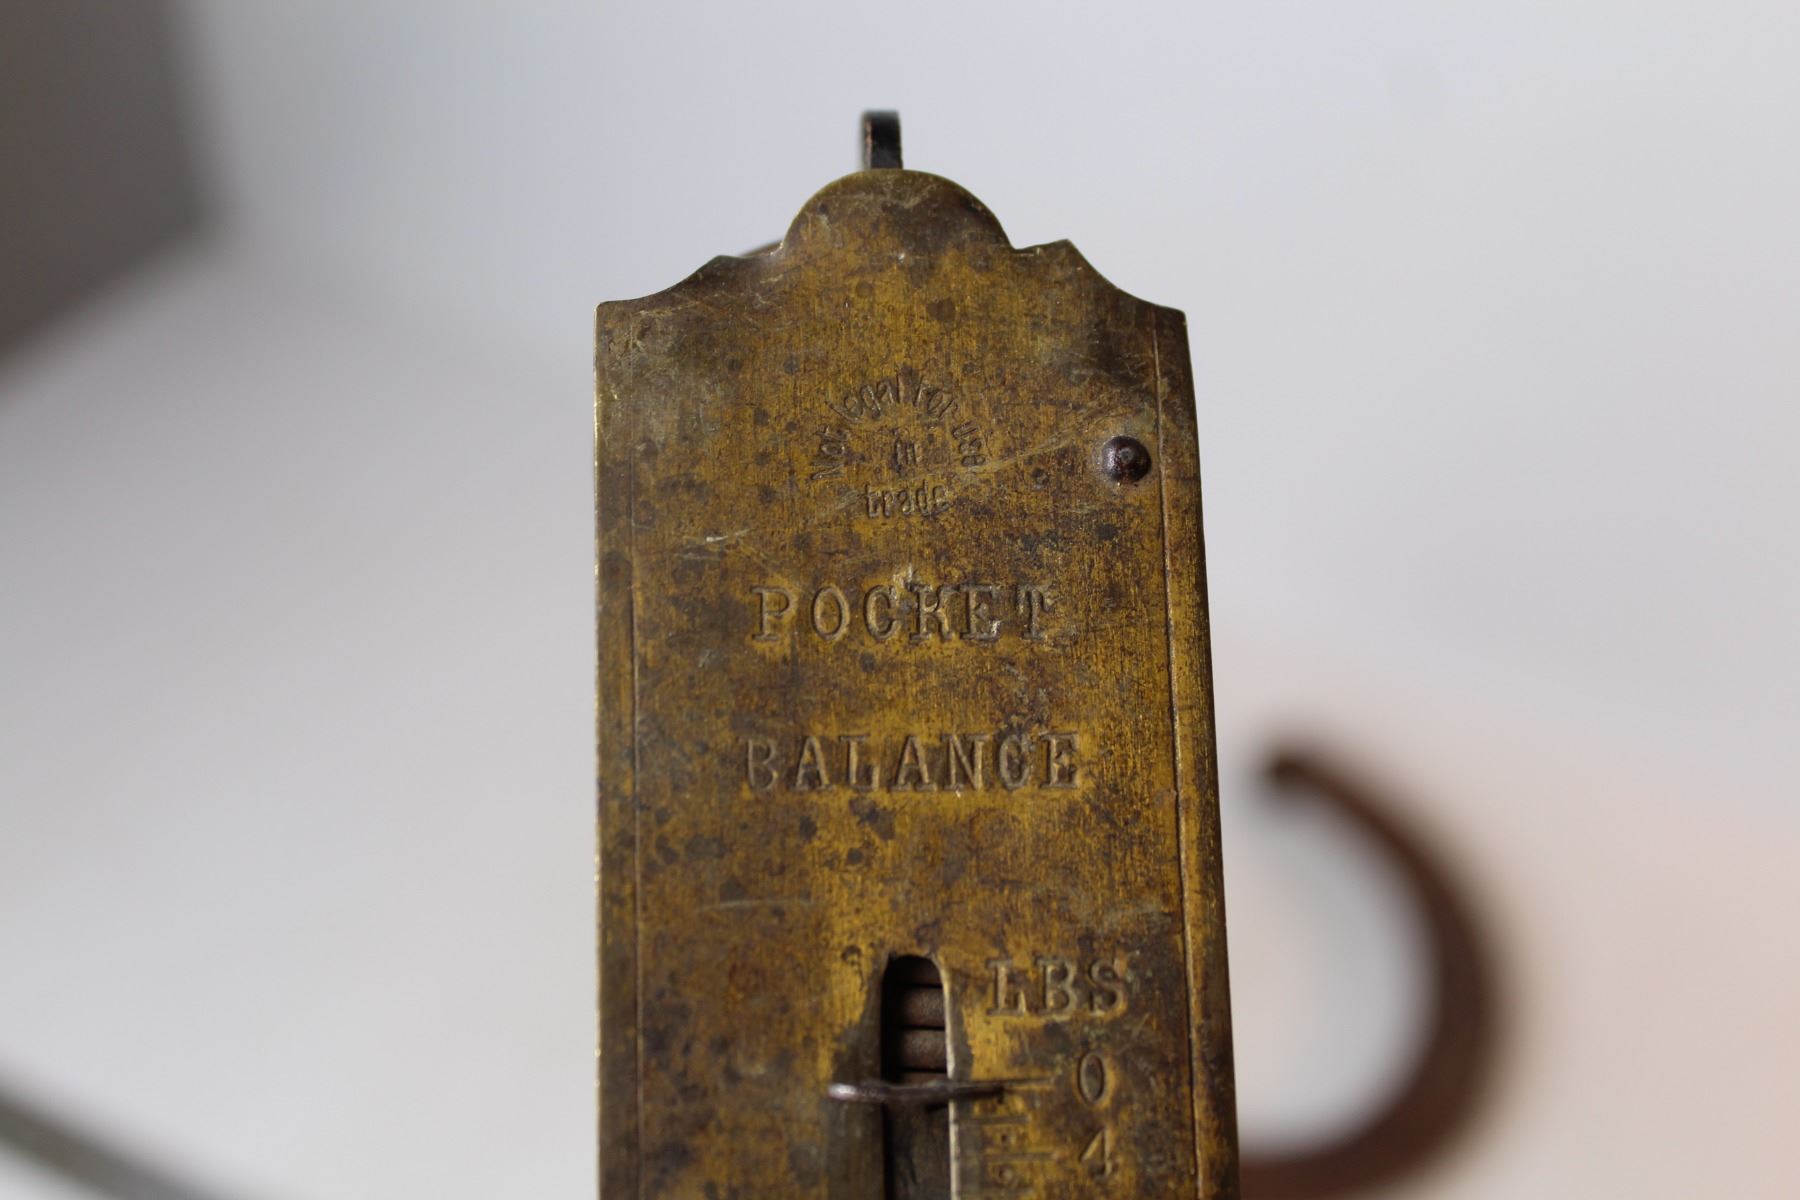 Not legal for use
in
trade
POCKET
BALANCE
LBS
0
4